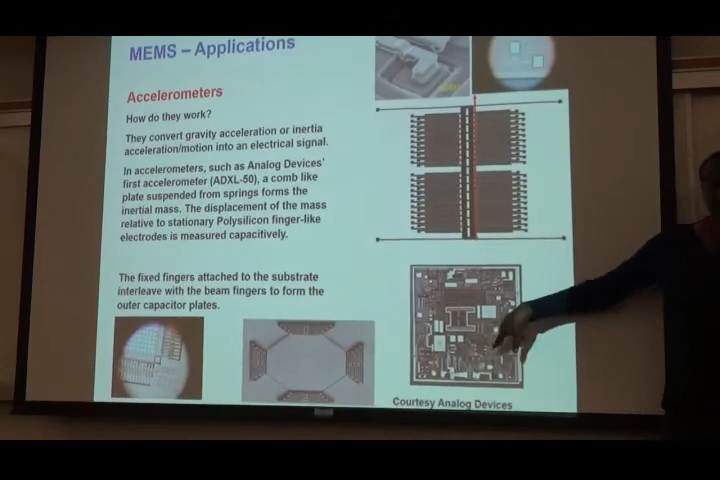 MEMS – Applications
Accelerometers
How do they work?
They convert gravity acceleration or inertia
acceleration/motion into an electrical signal.
In accelerometers, such as Analog Devices'
first accelerometer (ADXL-50), a comb like
plate suspended from springs forms the
inertial mass. The displacement of the mass
relative to stationary Polysilicon finger-like
electrodes is measured capacitively.
The fixed fingers attached to the substrate
interleave with the beam fingers to form the
outer capacitor plates.
Courtesy Analog Devices